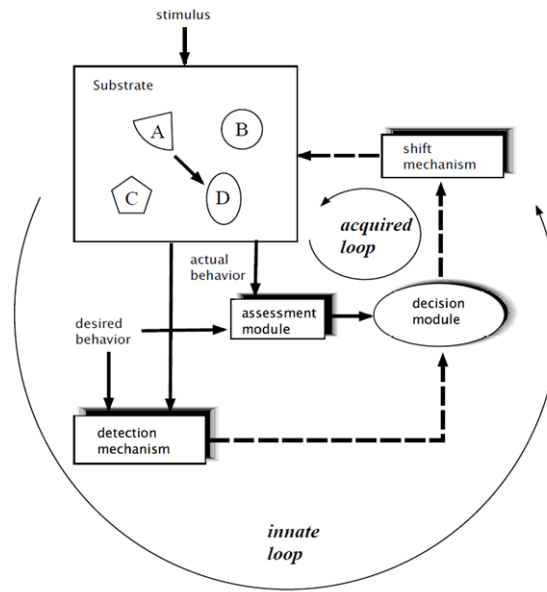 stimulus
Substrate
A
B
C
D
shift
mechanism
acquired
loop
actual
behavior
desired
behavior
assessment
module
decision
module
detection
mechanism
innate
loop